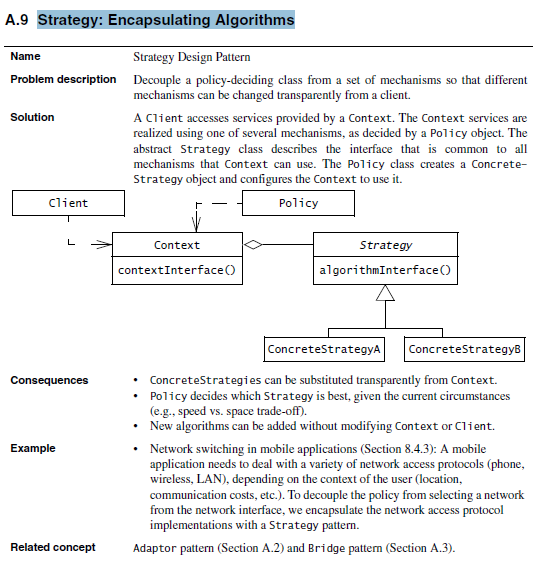 A.9 Strategy: Encapsulating Algorithms
Name Strategy Design Pattern
Problem description Decouple a policy-deciding class from a set of mechanisms so that different
mechanisms can be changed transparently from a client.
Solution A Client accesses services provided by a Context. The Context services are
realized using one of several mechanisms, as decided by a Policy object. The
abstract Strategy class describes the interface that is common to all
mechanisms that Context can use. The Policy class creates a Concrete-
Strategy object and configures the Context to use it.
Client Policy
Context Strategy
contextInterface() algorithmInterface()
ConcreteStrategyA ConcreteStrategyB
Consequences • ConcreteStrategies can be substituted transparently from Context.
• Policy decides which Strategy is best, given the current circumstances
(e.g., speed vs. space trade-off).
• New algorithms can be added without modifying Context or Client.
Example • Network switching in mobile applications (Section 8.4.3): A mobile
application needs to deal with a variety of network access protocols (phone,
wireless, LAN), depending on the context of the user (location,
communication costs, etc.). To decouple the policy from selecting a network
from the network interface, we encapsulate the network access protocol
implementations with a Strategy pattern.
Related concept Adaptor pattern (Section A.2) and Bridge pattern (Section A.3).